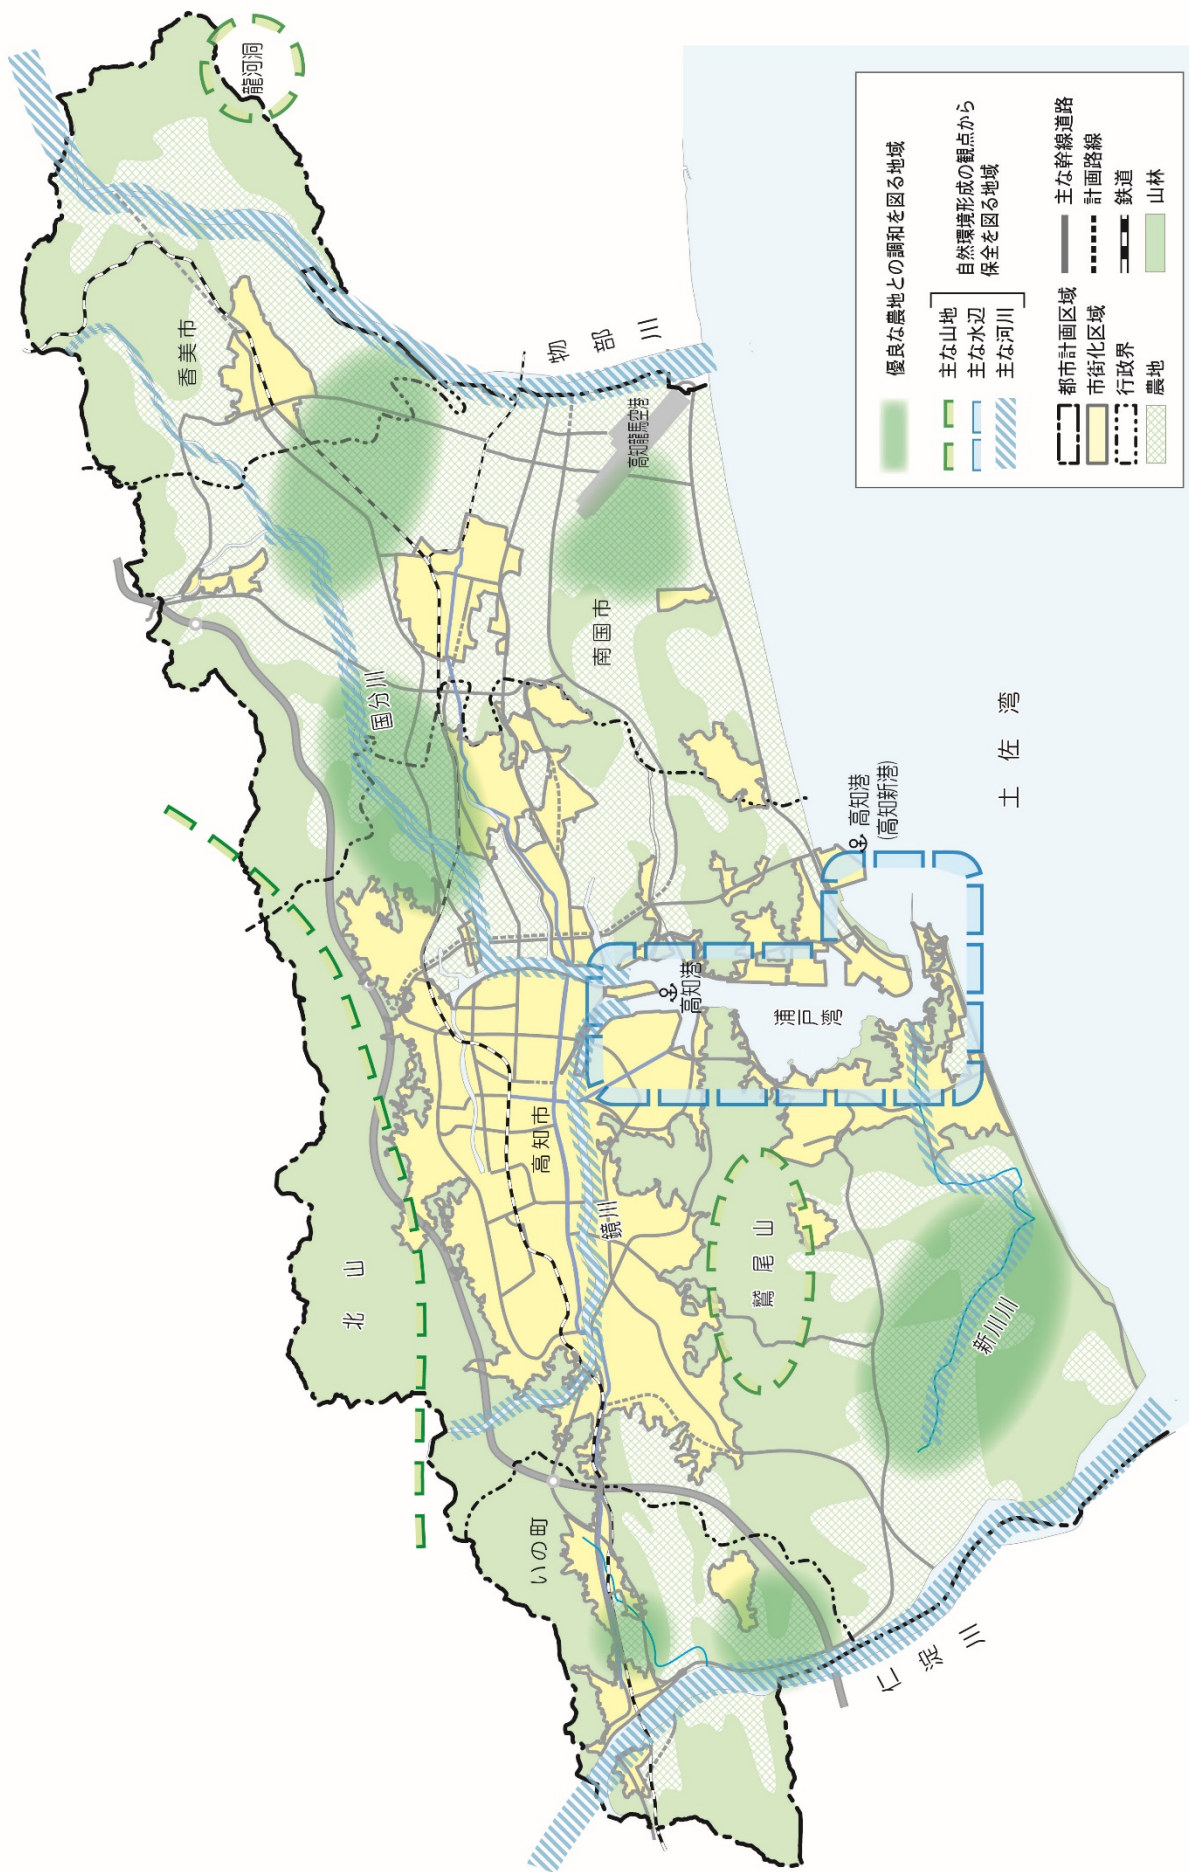 北 山
いの町
高知市
鏡川
鷲尾山
新川川
仁淀川
浦戸湾
高知港
高知港
(高知新港)
土 佐 湾
国分川
南国市
香美市
物部川
高知龍馬空港
龍河洞
優良な農地との調和を図る地域
主な山地
主な水辺
主な河川
自然環境形成の観点から
保全を図る地域
都市計画区域
市街化区域
行政界
農地
主な幹線道路
計画路線
鉄道
山林